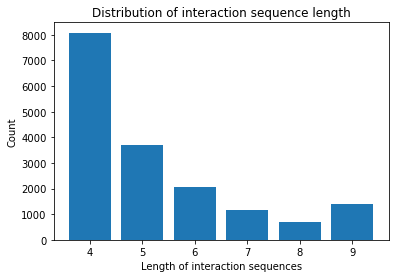 Distribution of interaction sequence length
Count
8000
7000
6000
5000
4000
3000
2000
1000
0
4 5 6 7 8 9
Length of interaction sequences